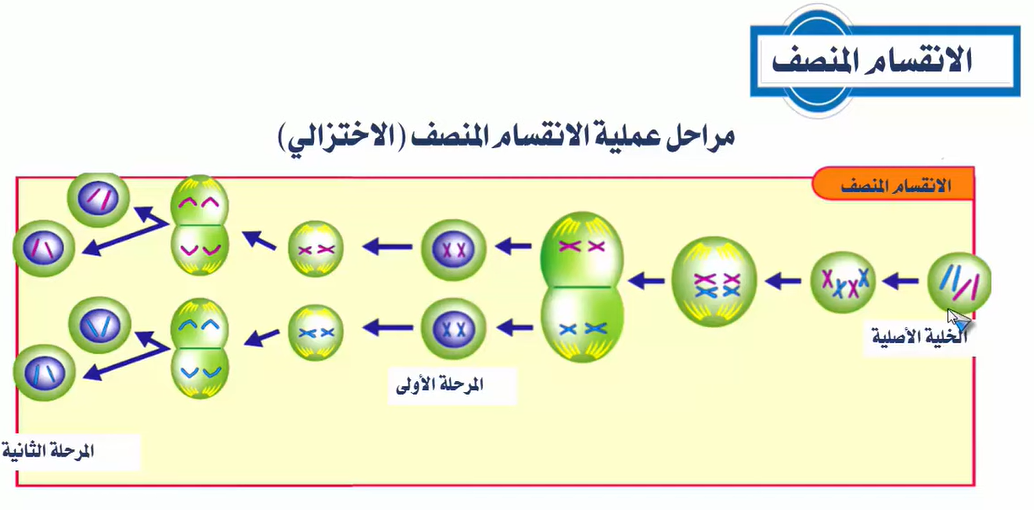 الانقسام المنصف
مراحل عملية الانقسام المنصف (الاختزالي)
الانقسام المنصف
الخلية الأصلية
المرحلة الأولى
المرحلة الثانية